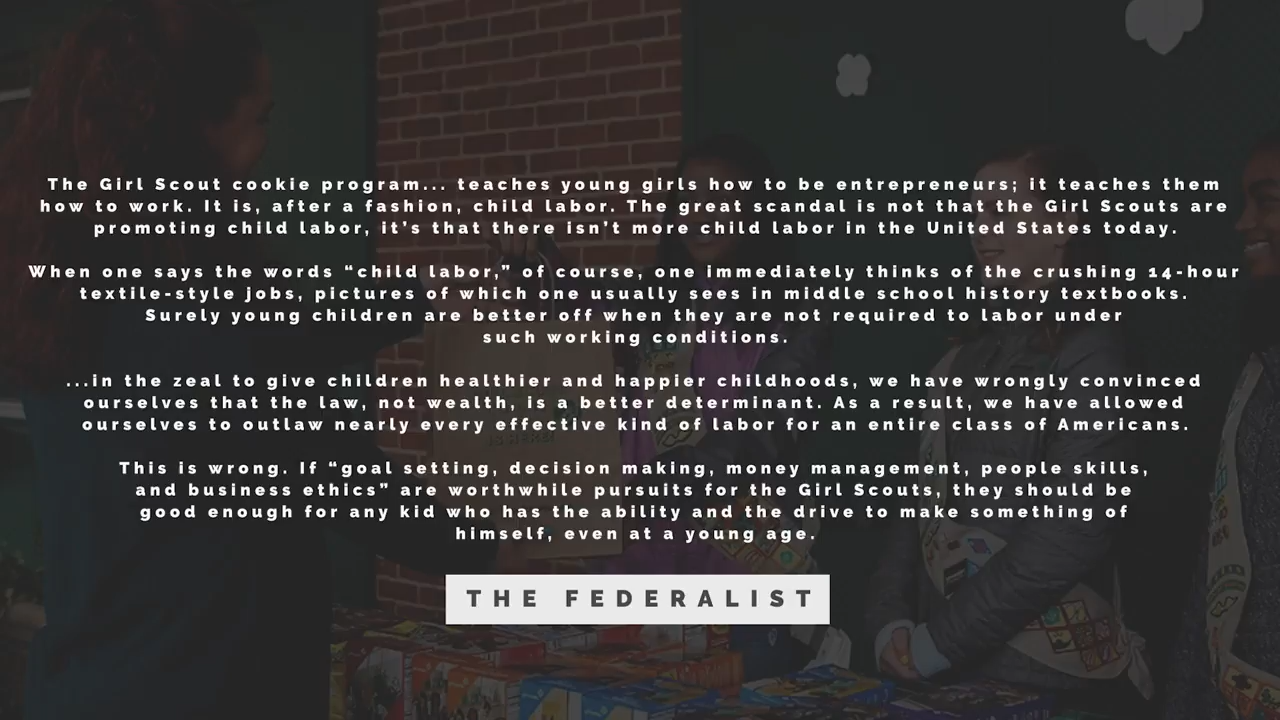 The Girl Scout cookie program... teaches young girls how to be entrepreneurs; it teaches them
how to work. It is, after a fashion, child labor. The great scandal is not that the Girl Scouts are
promoting child labor, it’s that there isn’t more child labor in the United States today.
When one says the words “child labor,” of course, one immediately thinks of the crushing 14-hour
textile-style jobs, pictures of which one usually sees in middle school history textbooks.
Surely young children are better off when they are not required to labor under
such working conditions.
...in the zeal to give children healthier and happier childhoods, we have wrongly convinced
ourselves that the law, not wealth, is a better determinant. As a result, we have allowed
ourselves to outlaw nearly every effective kind of labor for an entire class of Americans.
This is wrong. If “goal setting, decision making, money management, people skills,
and business ethics” are worthwhile pursuits for the Girl Scouts, they should be
good enough for any kid who has the ability and the drive to make something of
himself, even at a young age.
THE FEDERALIST